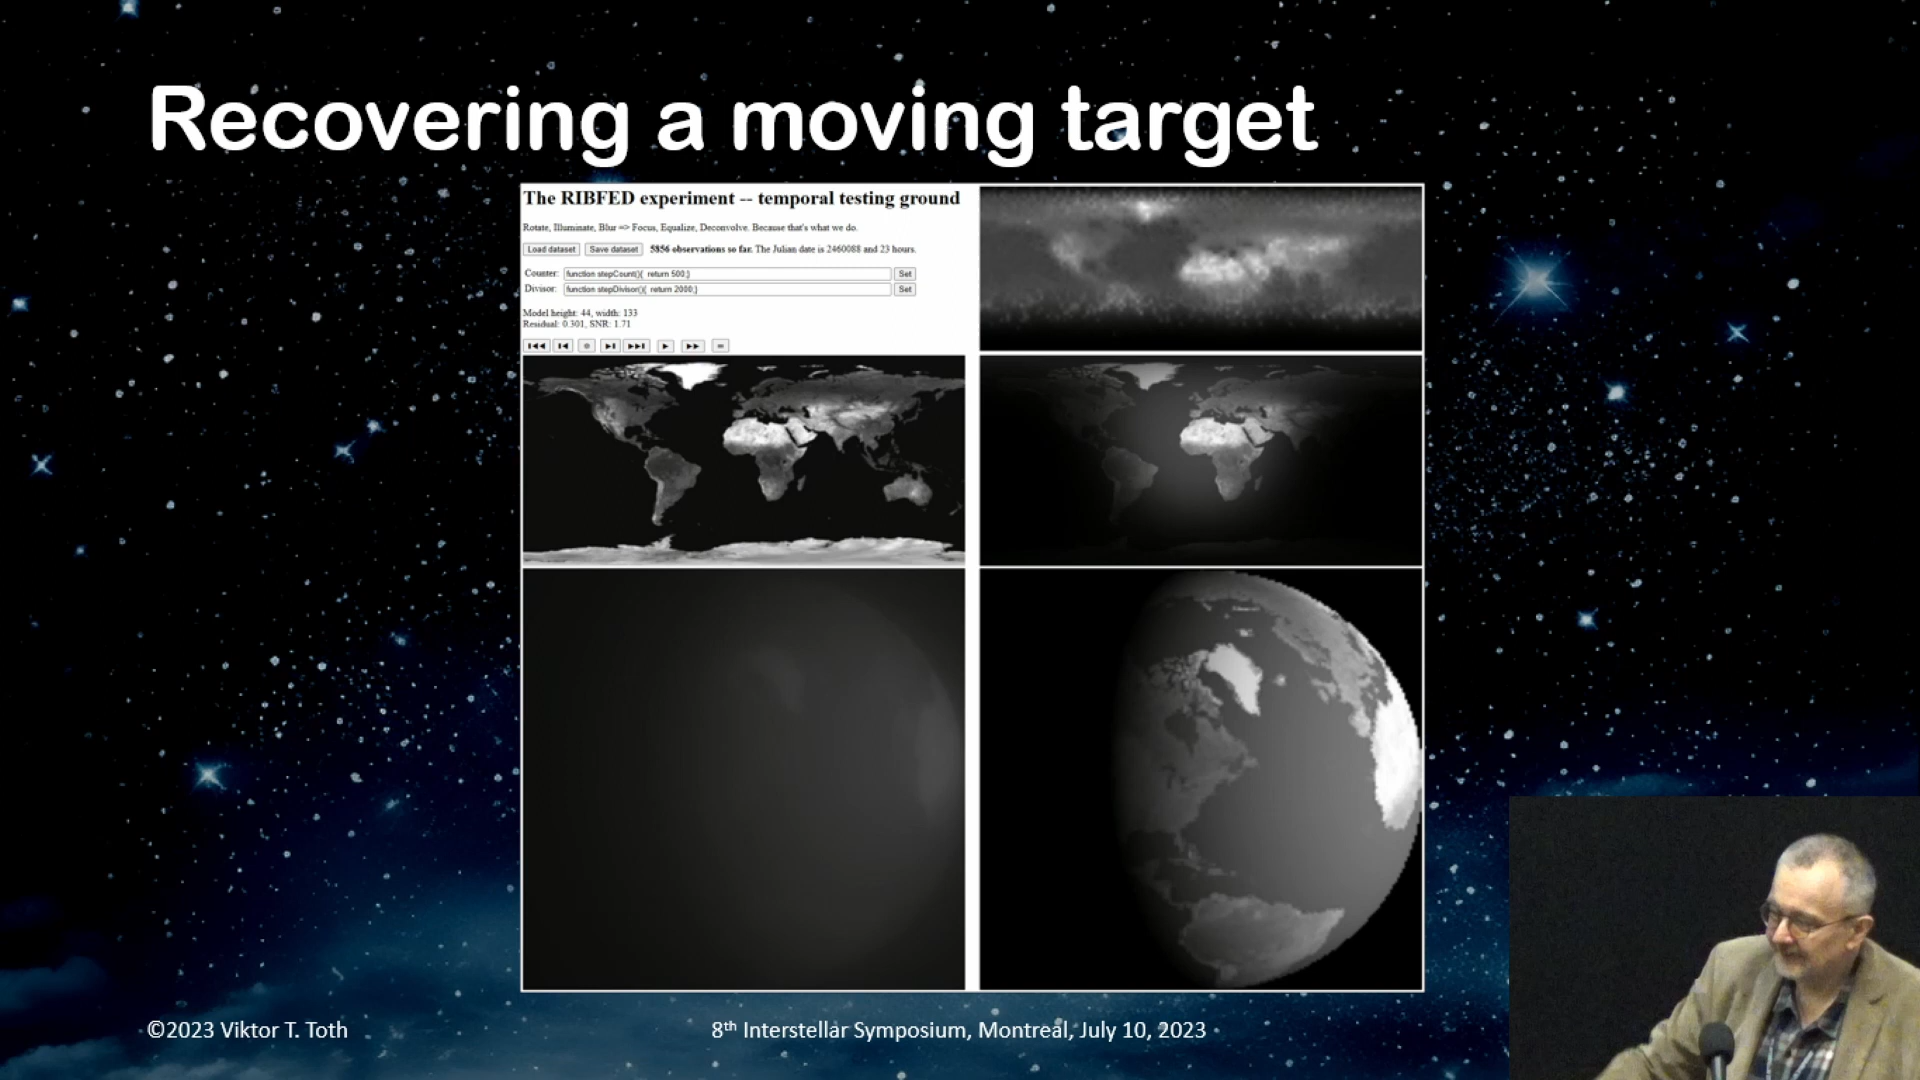 Recovering a moving target
The RIBFED experiment -- temporal testing ground
Rotate, Illuminate, Blur => Focus, Equalize, Deconvolve. Because that's what we do.
Load dataset Save dataset 5856 observations so far. The Julian date is 2460088 and 23 hours.
Counter: function stepCount(){ return 500;} Set
Divisor: function stepDivisor(){ return 2000;} Set
Model height: 44, width: 133
Residual: 0.301, SNR: 1.71
©2023 Viktor T. Toth
8th Interstellar Symposium, Montreal, July 10, 2023